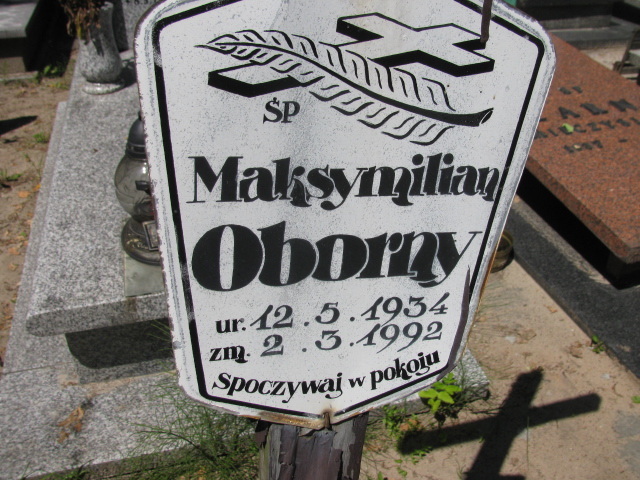 ŚP
Maksymilian
Oborny
ur. 12.5.1934
zm. 2.3.1992
Spoczywaj w pokoju